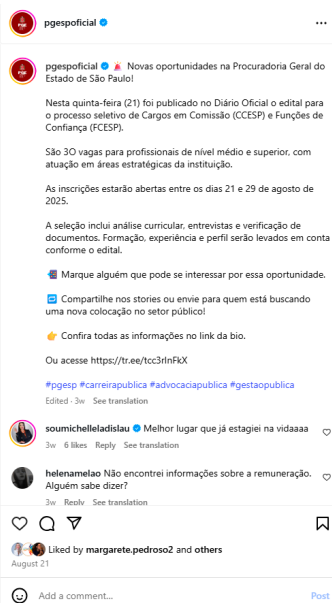 pgespoficial
pgespoficial 🚨 Novas oportunidades na Procuradoria Geral do
Estado de São Paulo!
Nesta quinta-feira (21) foi publicado no Diário Oficial o edital para
o processo seletivo de Cargos em Comissão (CCESP) e Funções de
Confiança (FCESP).
São 3O vagas para profissionais de nível médio e superior, com
atuação em áreas estratégicas da instituição.
As inscrições estarão abertas entre os dias 21 e 29 de agosto de
2025.
A seleção inclui análise curricular, entrevistas e verificação de
documentos. Formação, experiência e perfil serão levados em conta
conforme o edital.
📲 Marque alguém que pode se interessar por essa oportunidade.
🔁 Compartilhe nos stories ou envie para quem está buscando
uma nova colocação no setor público!
👉 Confira todas as informações no link da bio.
Ou acesse https://tr.ee/tcc3rInFkX
#pgesp #carreirapublica #advocaciapublica #gestaopublica
Edited · 3w See translation
soumichelleladislau Melhor lugar que já estagiei na vidaaaa
3w 6 likes Reply See translation
helenamelao Não encontrei informações sobre a remuneração.
Alguém sabe dizer?
3w Reply See translation
Liked by margarete.pedroso2 and others
August 21
Add a comment...
Post